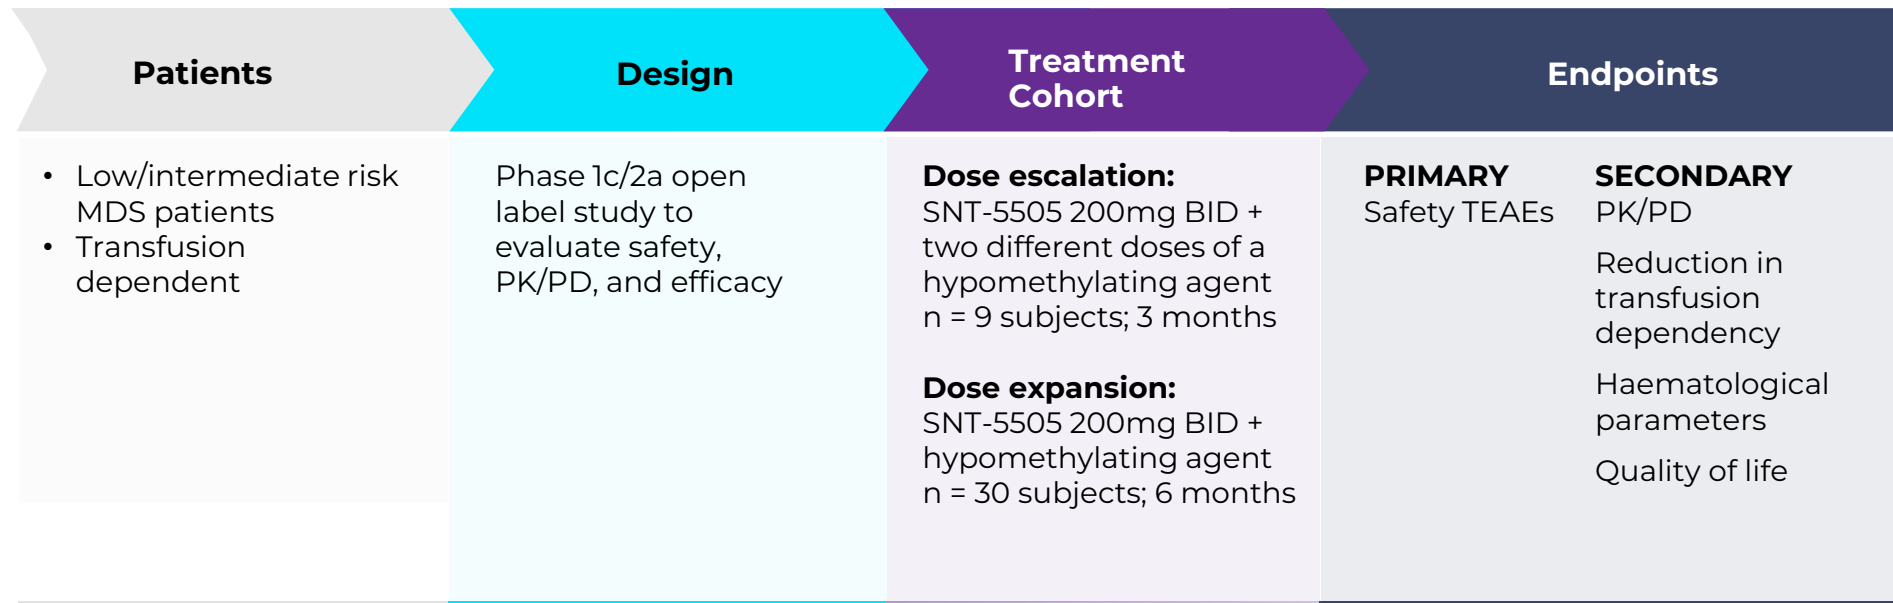 Patients
Design
Treatment
Cohort
Endpoints
• Low/intermediate risk
MDS patients
• Transfusion
dependent
Phase 1c/2a open
label study to
evaluate safety,
PK/PD, and efficacy
Dose escalation:
SNT-5505 200mg BID +
two different doses of a
hypomethylating agent
n = 9 subjects; 3 months
Dose expansion:
SNT-5505 200mg BID +
hypomethylating agent
n = 30 subjects; 6 months
PRIMARY
Safety TEAEs
SECONDARY
PK/PD
Reduction in
transfusion
dependency
Haematological
parameters
Quality of life